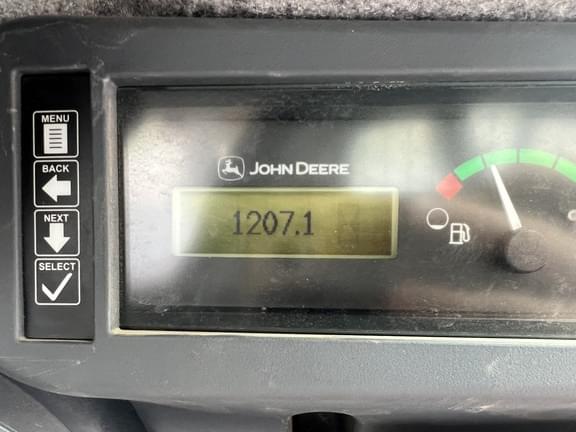 MENU
BACK
NEXT
SELECT
JOHN DEERE
1207.1